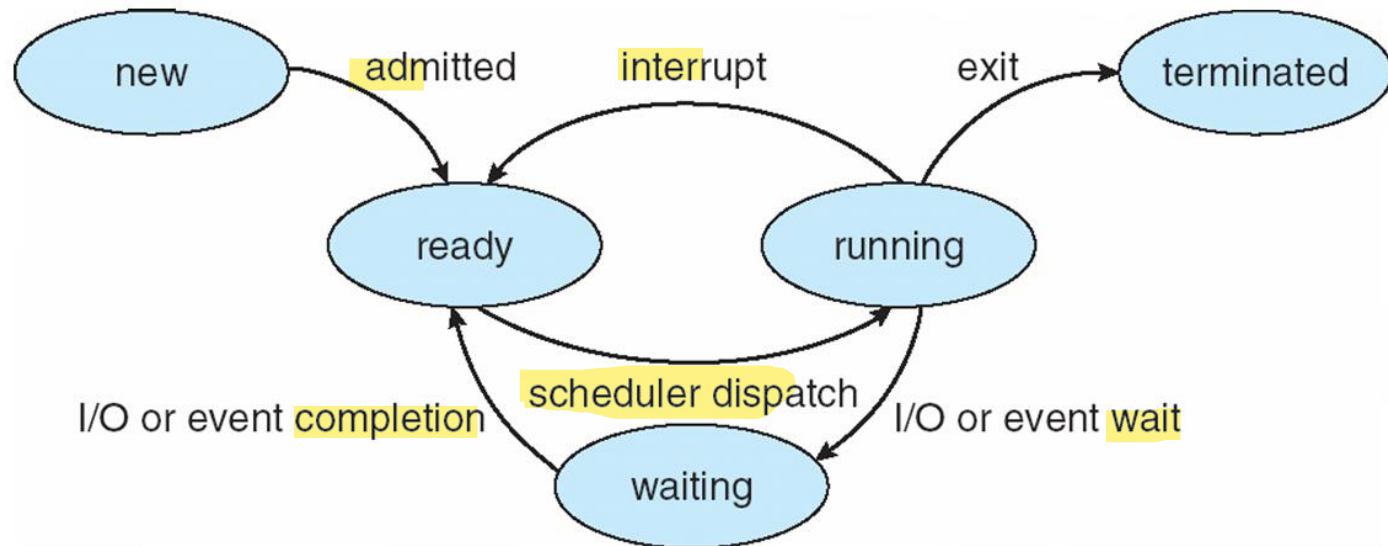 new
admitted
interrupt
exit
terminated
ready
running
scheduler dispatch
I/O or event completion
I/O or event wait
waiting